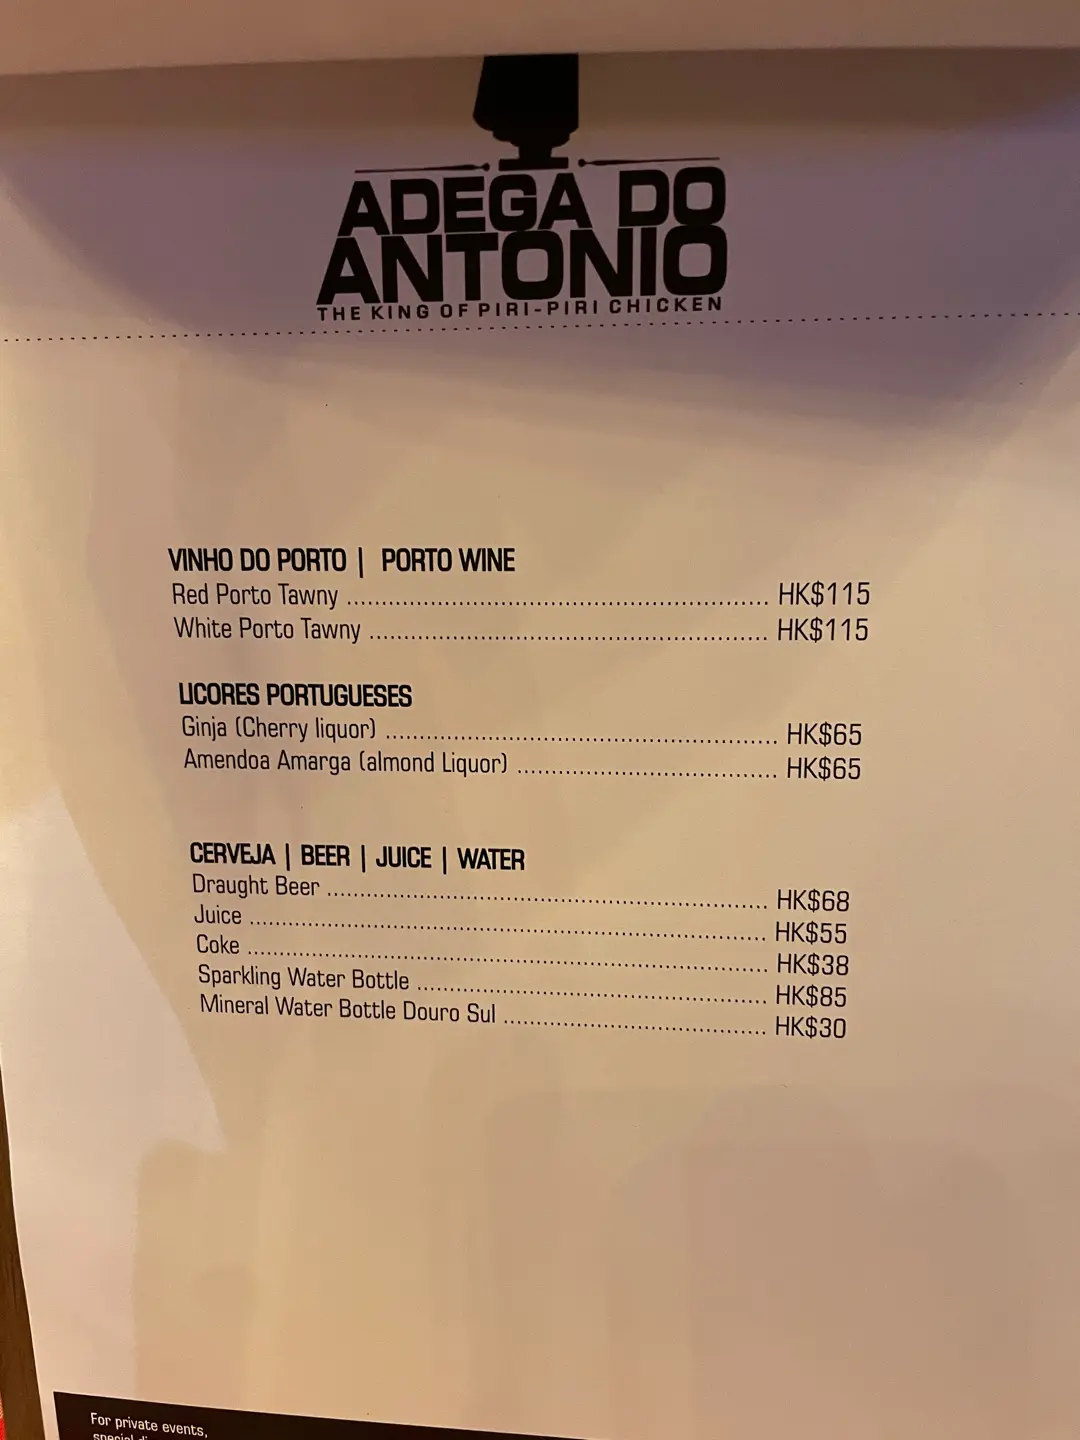 ADEGA DO
ANTONIO
THE KING OF PIRI-PIRI CHICKEN
VINHO DO PORTO | PORTO WINE
Red Porto Tawny ........................................................... HK$115
White Porto Tawny ....................................................... HK$115
LICORES PORTUGUESES
Ginja (Cherry liquor) ....................................................... HK$65
Amendoa Amarga (almond Liquor) ..................................... HK$65
CERVEJA | BEER | JUICE | WATER
Draught Beer ............................................................... HK$68
Juice .......................................................................... HK$55
Coke .......................................................................... HK$38
Sparkling Water Bottle .................................................. HK$85
Mineral Water Bottle Douro Sul ...................................... HK$30
For private events,
special